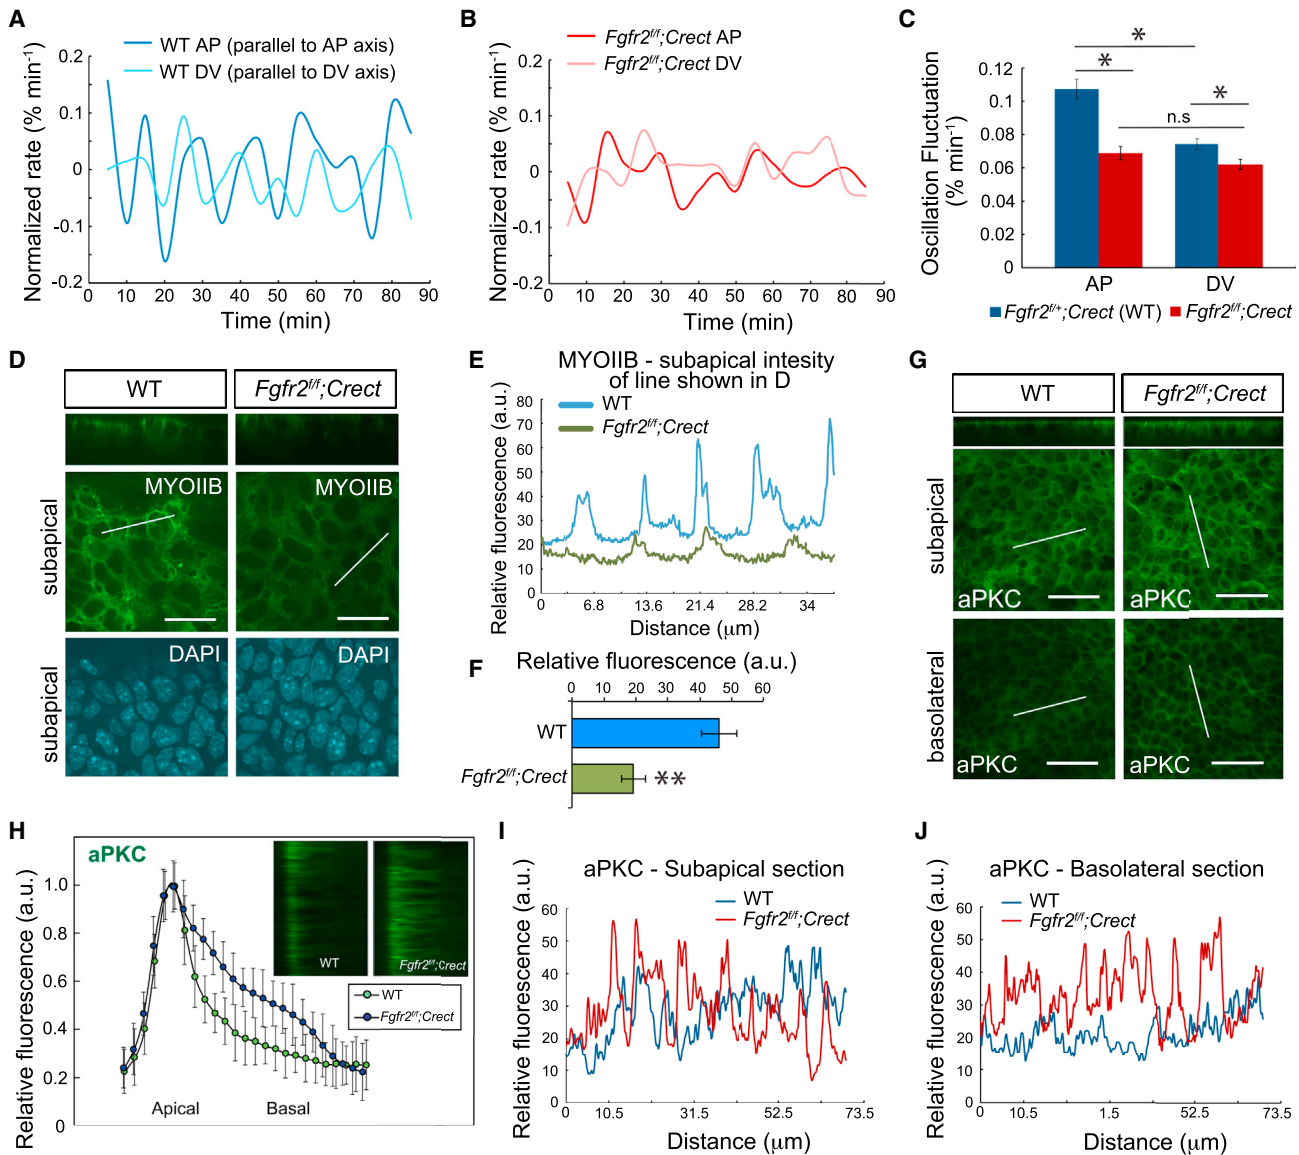 A
WT AP (parallel to AP axis)
WT DV (parallel to DV axis)
Normalized rate (% min⁻¹)
0.2
0.1
0
-0.1
-0.2
0 10 20 30 40 50 60 70 80 90
Time (min)
B
Fgfr2f/f;Crect AP
Fgfr2f/f;Crect DV
Normalized rate (% min⁻¹)
0.2
0.1
0
-0.1
-0.2
0 10 20 30 40 50 60 70 80 90
Time (min)
C
Oscillation Fluctuation
(% min⁻¹)
0.12
0.1
0.08
0.06
0.04
0.02
0
*
*
*
n.s
AP DV
Fgfr2f/+;Crect (WT) Fgfr2f/f;Crect
D
WT Fgfr2f/f;Crect
subapical
MYOIIB MYOIIB
subapical
DAPI DAPI
E
MYOIIB - subapical intesity
of line shown in D
WT
Fgfr2f/f;Crect
Relative fluorescence (a.u.)
80
70
60
50
40
30
20
10
0
0 6.8 13.6 21.4 28.2 34
Distance (μm)
F
Relative fluorescence (a.u.)
0 10 20 30 40 50 60
WT
Fgfr2f/f;Crect
**
G
WT Fgfr2f/f;Crect
subapical
aPKC aPKC
basolateral
aPKC aPKC
H
aPKC
Relative fluorescence (a.u.)
1.0
0.8
0.6
0.4
0.2
0
WT Fgfr2f/f;Crect
WT
Fgfr2f/f;Crect
Apical Basal
I
aPKC - Subapical section
WT
Fgfr2f/f;Crect
Relative fluorescence (a.u.)
60
50
40
30
20
10
0
0 10.5 31.5 52.5 73.5
Distance (μm)
J
aPKC - Basolateral section
WT
Fgfr2f/f;Crect
Relative fluorescence (a.u.)
60
50
40
30
20
10
0
0 10.5 1.5 52.5 73.5
Distance (μm)